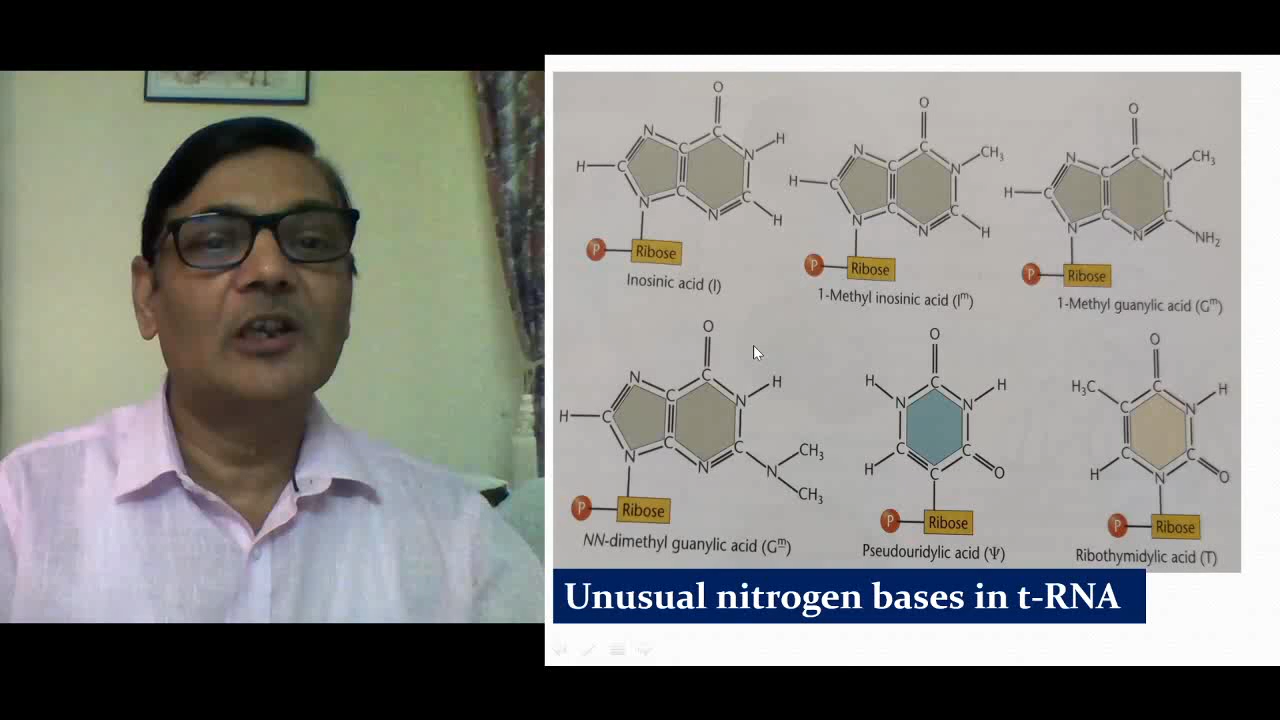 O
N
C
N
H
H
C
C
C
N
N
C
H
P
Ribose
Inosinic acid (I)
O
N
C
N
CH₃
H
C
C
C
N
N
C
H
P
Ribose
1-Methyl inosinic acid (Iᵐ)
O
N
C
N
CH₃
H
C
C
C
N
N
C
NH₂
P
Ribose
1-Methyl guanylic acid (Gᵐ)
O
N
C
N
H
H
C
C
C
N
N
C
N
CH₃
CH₃
P
Ribose
NN-dimethyl guanylic acid (Gᵐ)
O
H
C
H
N
N
C
C
H
C
O
P
Ribose
Pseudouridylic acid (Ψ)
O
H₃C
C
H
C
N
C
C
H
N
O
P
Ribose
Ribothymidylic acid (T)
Unusual nitrogen bases in t-RNA